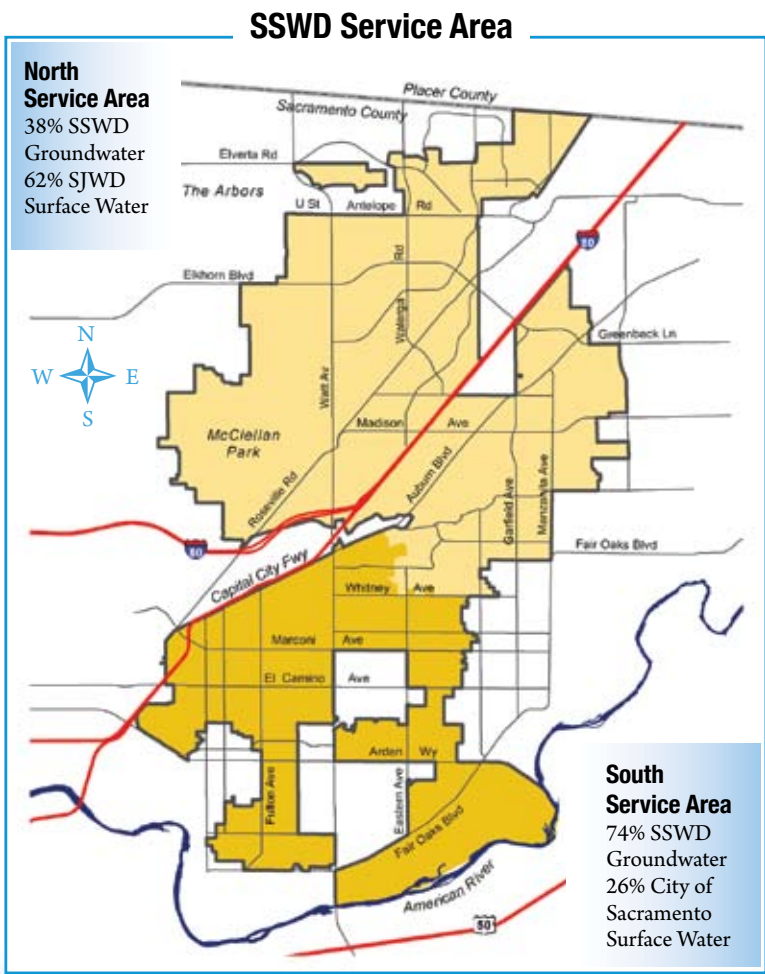 SSWD Service Area
North
Service Area
38% SSWD
Groundwater
62% SJWD
Surface Water
Placer County
Sacramento County
Elverta Rd
The Arbors
U St
Antelope Rd
Elkhorn Blvd
80
Walerga Rd
Greenback Ln
N
W E
S
Watt Av
Madison Ave
McClellan
Park
Roseville Rd
Auburn Blvd
Garfield Ave
Manzanita Ave
80
Fair Oaks Blvd
Capital City Fwy
Whitney Ave
Marconi Ave
El Camino Ave
Arden Wy
Fulton Ave
Eastern Ave
Fair Oaks Blvd
American River
50
South
Service Area
74% SSWD
Groundwater
26% City of
Sacramento
Surface Water